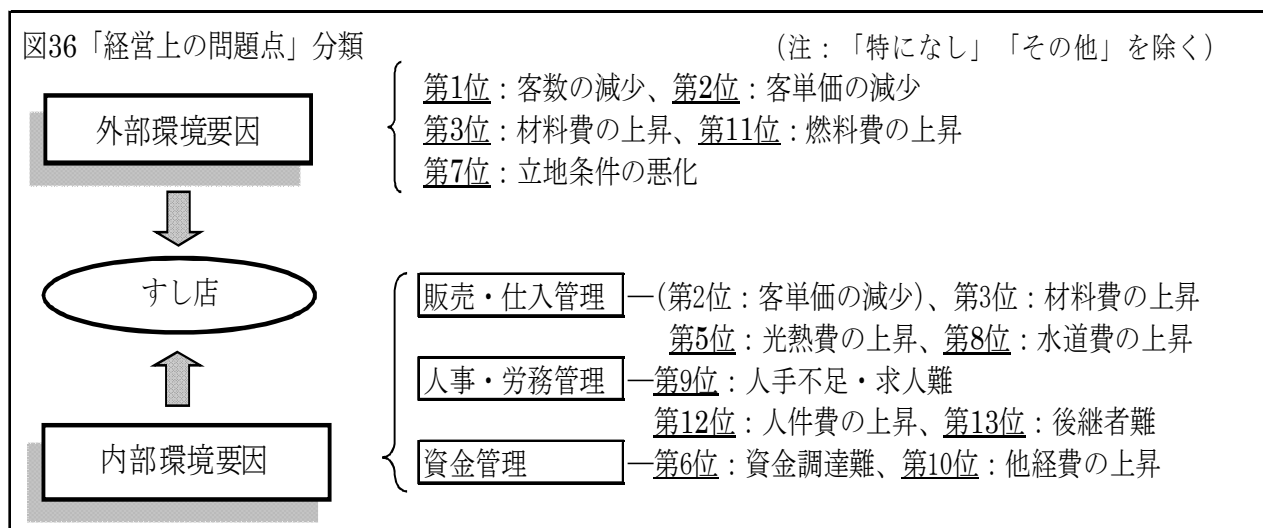 図36「経営上の問題点」分類 （注：「特になし」「その他」を除く）
外部環境要因
第1位：客数の減少、第2位：客単価の減少
第3位：材料費の上昇、第11位：燃料費の上昇
第7位：立地条件の悪化
すし店
販売・仕入管理―(第2位：客単価の減少)、第3位：材料費の上昇
第5位：光熱費の上昇、第8位：水道費の上昇
人事・労務管理―第9位：人手不足・求人難
第12位：人件費の上昇、第13位：後継者難
内部環境要因
資金管理―第6位：資金調達難、第10位：他経費の上昇